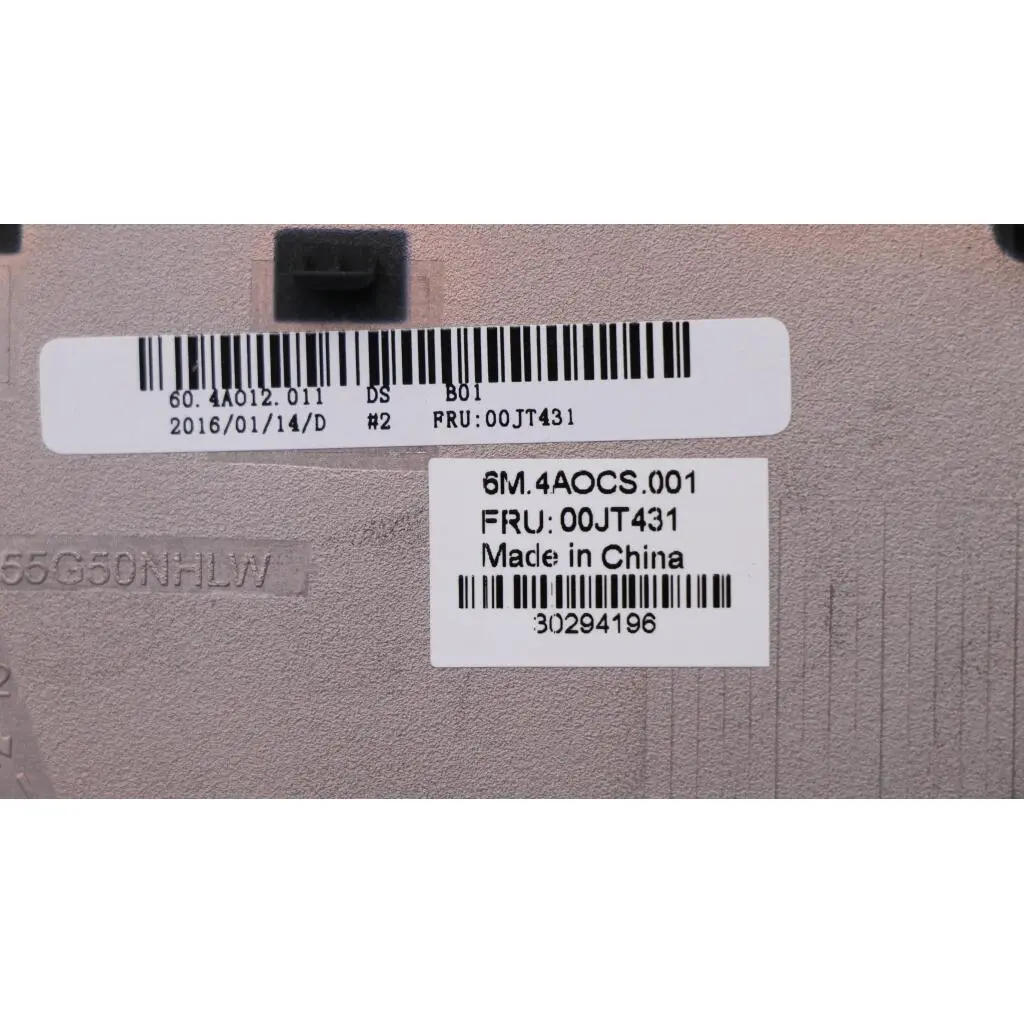 60.4AO12.011 DS B01
2016/01/14/D #2 FRU:00JT431
6M.4AOCS.001
FRU: 00JT431
Made in China
55G50NHLW
30294196